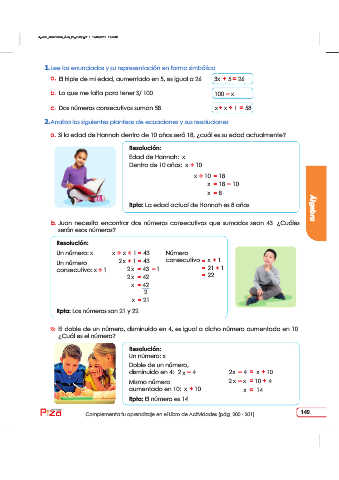 1. Lee los enunciados y su representación en forma simbólica
a. El triple de mi edad, aumentado en 5, es igual a 26 3x + 5 = 26
b. Lo que me falta para tener S/ 100 100 – x
c. Dos números consecutivos suman 58 x + x + 1 = 58
2. Analiza los siguientes planteos de ecuaciones y sus resoluciones
a. Si la edad de Hannah dentro de 10 años será 18, ¿cuál es su edad actualmente?
Resolución:
Edad de Hannah: x
Dentro de 10 años: x + 10
x + 10 = 18
x = 18 – 10
x = 8
Rpta: La edad actual de Hannah es 8 años
Álgebra
b. Juan necesita encontrar dos números consecutivos que sumados sean 43 ¿Cuáles
serán esos números?
Resolución:
Un número: x x + x + 1 = 43 Número
Un número 2x + 1 = 43 consecutivo = x + 1
consecutivo: x + 1 2x = 43 – 1 = 21 + 1
2x = 42 = 22
x = 42
2
x = 21
Rpta: Los números son 21 y 22
c. El doble de un número, disminuido en 4, es igual a dicho número aumentado en 10
¿Cuál es el número?
Resolución:
Un número: x
Doble de un número,
disminuido en 4: 2x – 4 2x – 4 = x + 10
Mismo número 2x – x = 10 + 4
aumentado en 10: x + 10 x = 14
Rpta: El número es 14
Complementa tu aprendizaje en el Libro de Actividades (pág. 300 - 301)
149